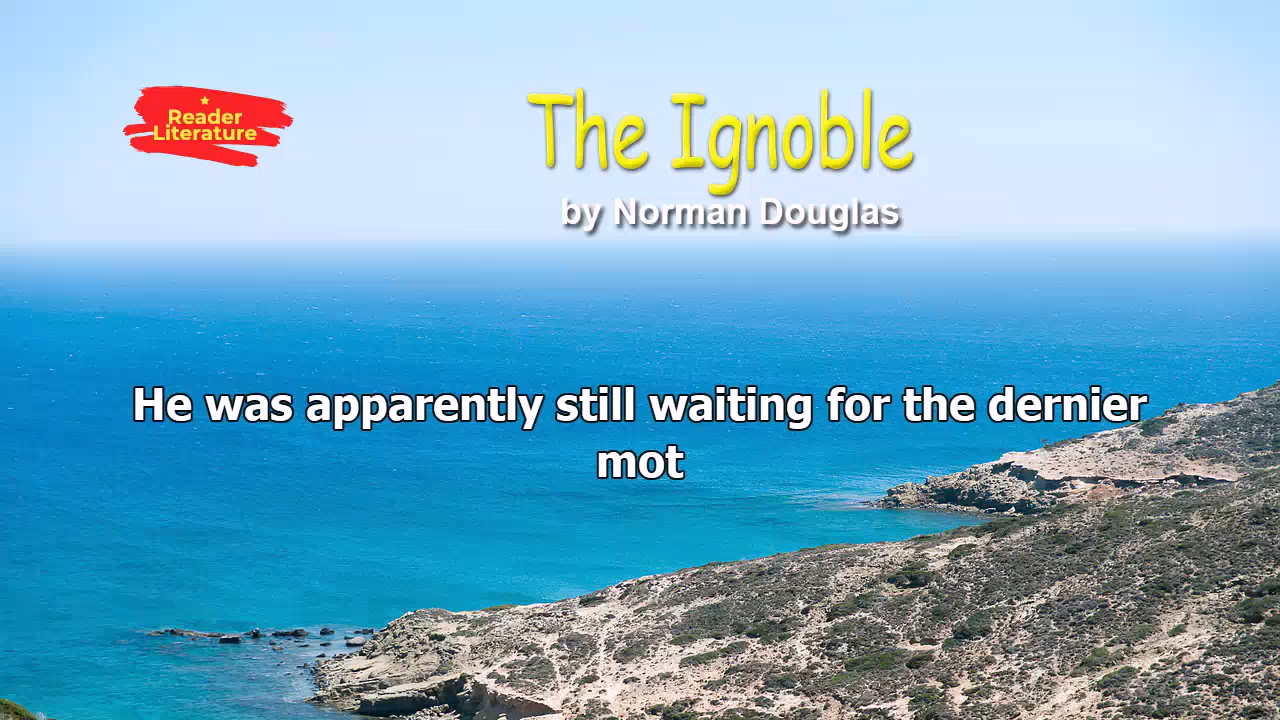 Reader
Literature
The Ignoble
by Norman Douglas
He was apparently still waiting for the dernier
mot